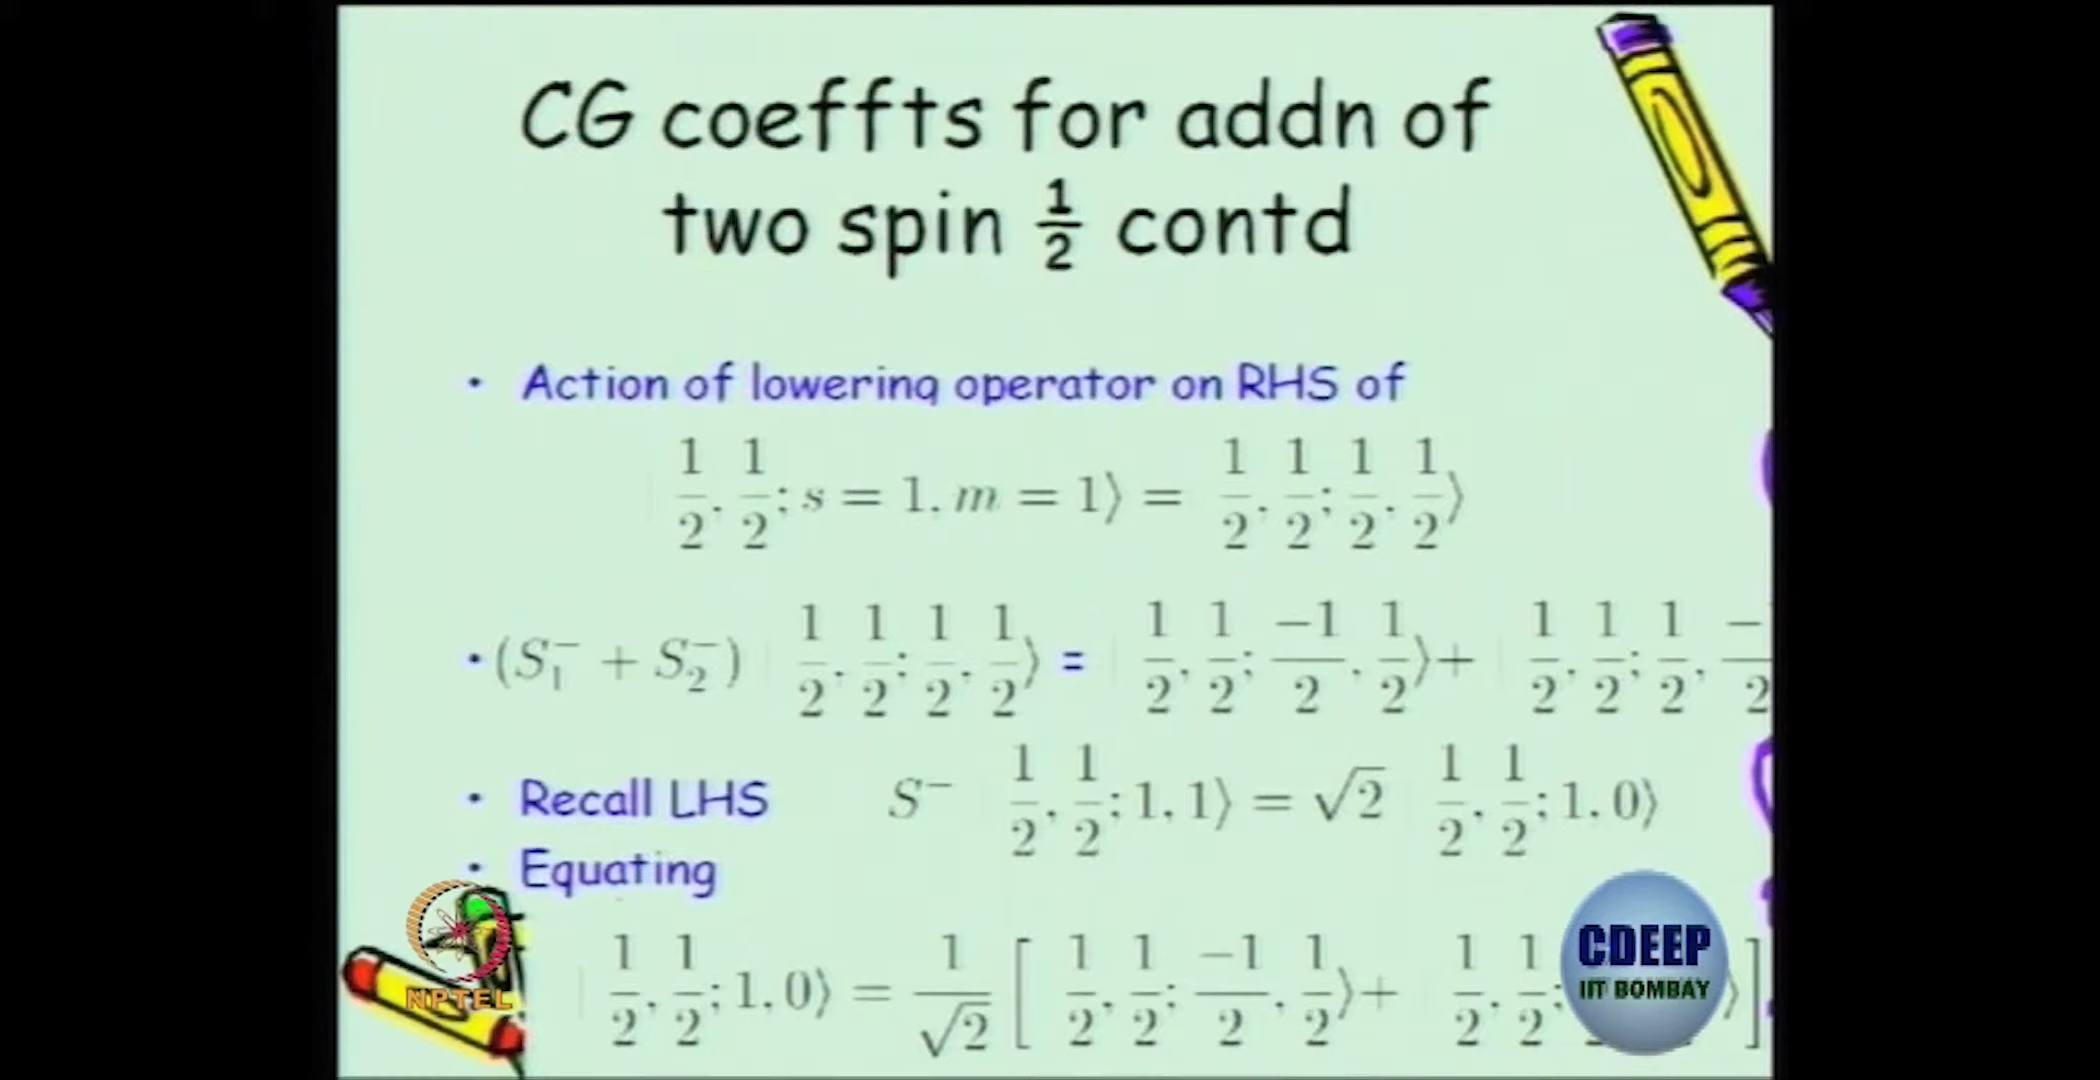 CG coeffts for addn of
two spin ½ contd
• Action of lowering operator on RHS of
1/2, 1/2; s = 1, m = 1⟩ = 1/2, 1/2; 1/2, 1/2⟩
• (S₁⁻ + S₂⁻) 1/2, 1/2; 1/2, 1/2⟩ = 1/2, 1/2; −1/2, 1/2⟩ + 1/2, 1/2; 1/2, −1/2
• Recall LHS S⁻ 1/2, 1/2; 1, 1⟩ = √2 1/2, 1/2; 1, 0⟩
• Equating
1/2, 1/2; 1, 0⟩ = 1/√2 [ 1/2, 1/2; −1/2, 1/2⟩ + 1/2, 1/2; ⟩]
NPTEL
CDEEP
IIT BOMBAY